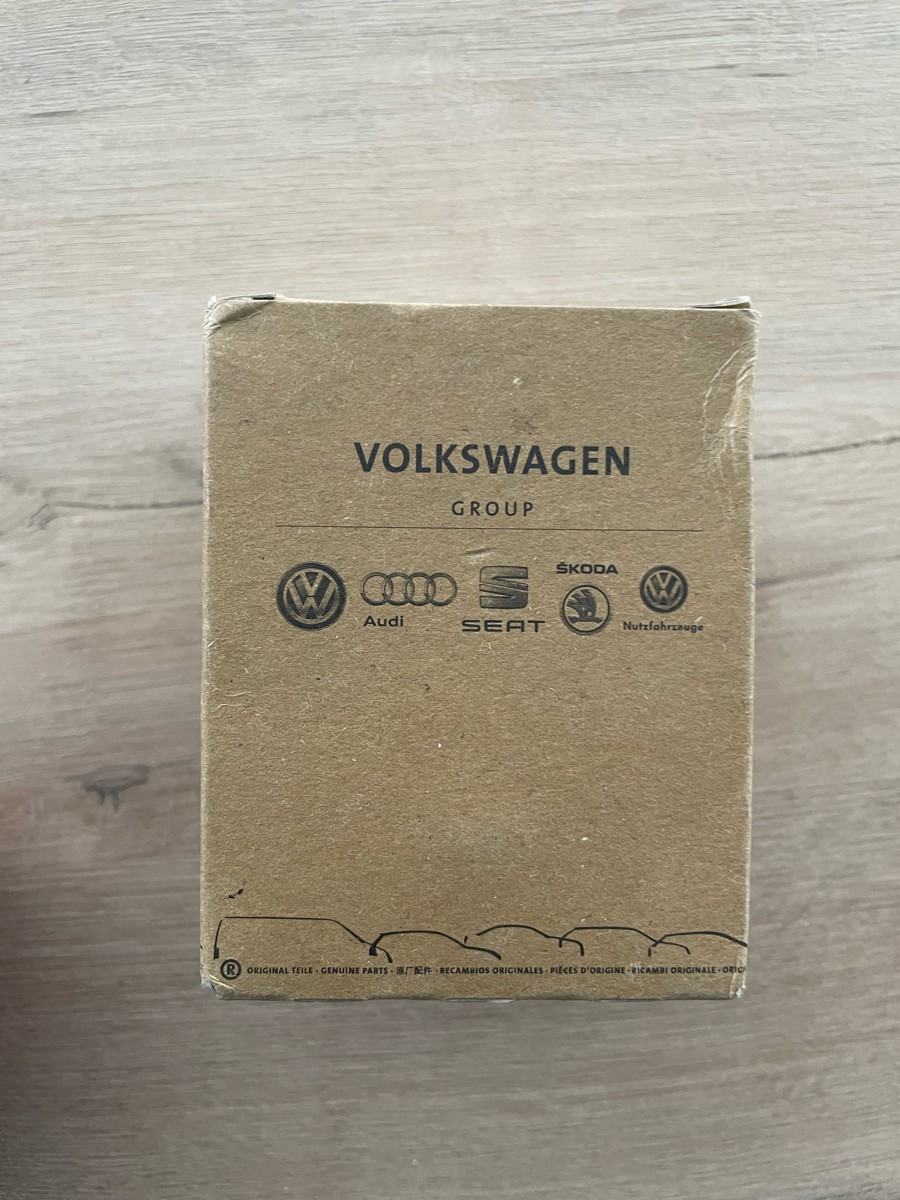 VOLKSWAGEN
GROUP
Audi
SEAT
ŠKODA
Nutzfahrzeuge
® ORIGINAL TEILE · GENUINE PARTS · 原厂配件 · RECAMBIOS ORIGINALES · PIÈCES D'ORIGINE · RICAMBI ORIGINALE · ORIG